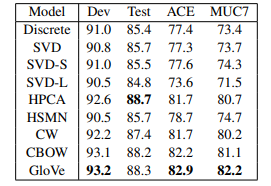 Model Dev Test ACE MUC7
Discrete 91.0 85.4 77.4 73.4
SVD 90.8 85.7 77.3 73.7
SVD-S 91.0 85.5 77.6 74.3
SVD-L 90.5 84.8 73.6 71.5
HPCA 92.6 88.7 81.7 80.7
HSMN 90.5 85.7 78.7 74.7
CW 92.2 87.4 81.7 80.2
CBOW 93.1 88.2 82.2 81.1
GloVe 93.2 88.3 82.9 82.2